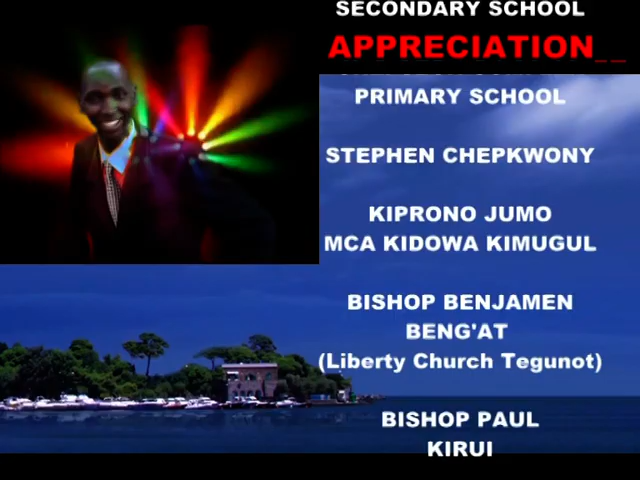 SECONDARY SCHOOL
APPRECIATION__
PRIMARY SCHOOL
STEPHEN CHEPKWONY
KIPRONO JUMO
MCA KIDOWA KIMUGUL
BISHOP BENJAMEN
BENG'AT
(Liberty Church Tegunot)
BISHOP PAUL
KIRUI